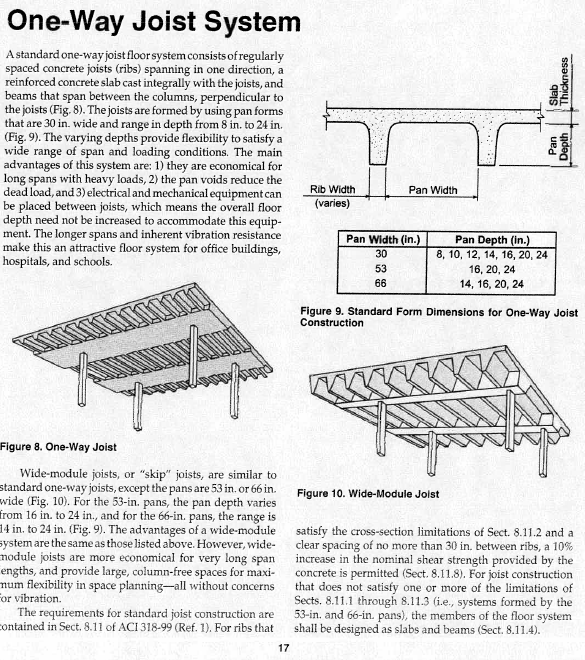 One-Way Joist System
A standard one-way joist floor system consists of regularly
spaced concrete joists (ribs) spanning in one direction, a
reinforced concrete slab cast integrally with the joists, and
beams that span between the columns, perpendicular to
the joists (Fig. 8). The joists are formed by using pan forms
that are 30 in. wide and range in depth from 8 in. to 24 in.
(Fig. 9). The varying depths provide flexibility to satisfy a
wide range of span and loading conditions. The main
advantages of this system are: 1) they are economical for
long spans with heavy loads, 2) the pan voids reduce the
dead load, and 3) electrical and mechanical equipment can
be placed between joists, which means the overall floor
depth need not be increased to accommodate this equip-
ment. The longer spans and inherent vibration resistance
make this an attractive floor system for office buildings,
hospitals, and schools.
Figure 8. One-Way Joist
Wide-module joists, or "skip" joists, are similar to
standard one-way joists, except the pans are 53 in. or 66 in.
wide (Fig. 10). For the 53-in. pans, the pan depth varies
from 16 in. to 24 in., and for the 66-in. pans, the range is
14 in. to 24 in. (Fig. 9). The advantages of a wide-module
system are the same as those listed above. However, wide-
module joists are more economical for very long span
lengths, and provide large, column-free spaces for maxi-
mum flexibility in space planning—all without concerns
for vibration.
The requirements for standard joist construction are
contained in Sect. 8.11 of ACI 318-99 (Ref. 1). For ribs that
Slab
Thickness
Pan
Depth
Rib Width
(varies)
Pan Width
Pan Width (in.) Pan Depth (in.)
30 8, 10, 12, 14, 16, 20, 24
53 16, 20, 24
66 14, 16, 20, 24
Figure 9. Standard Form Dimensions for One-Way Joist
Construction
Figure 10. Wide-Module Joist
satisfy the cross-section limitations of Sect. 8.11.2 and a
clear spacing of no more than 30 in. between ribs, a 10%
increase in the nominal shear strength provided by the
concrete is permitted (Sect. 8.11.8). For joist construction
that does not satisfy one or more of the limitations of
Sects. 8.11.1 through 8.11.3 (i.e., systems formed by the
53-in. and 66-in. pans), the members of the floor system
shall be designed as slabs and beams (Sect. 8.11.4).
17